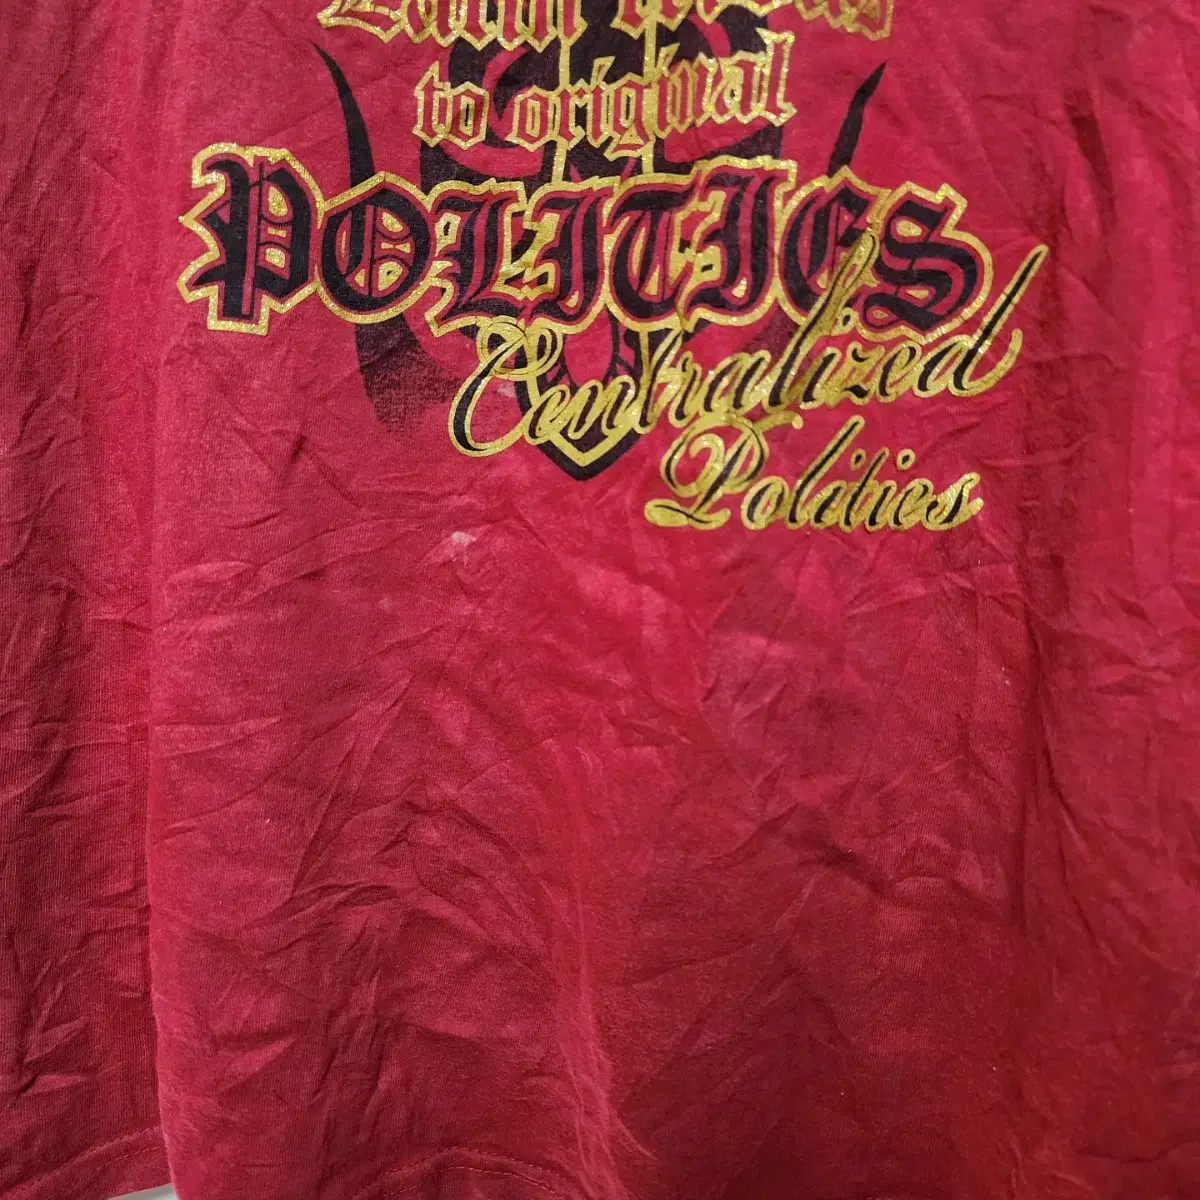 to original
POLITICS
Centralized
Politics